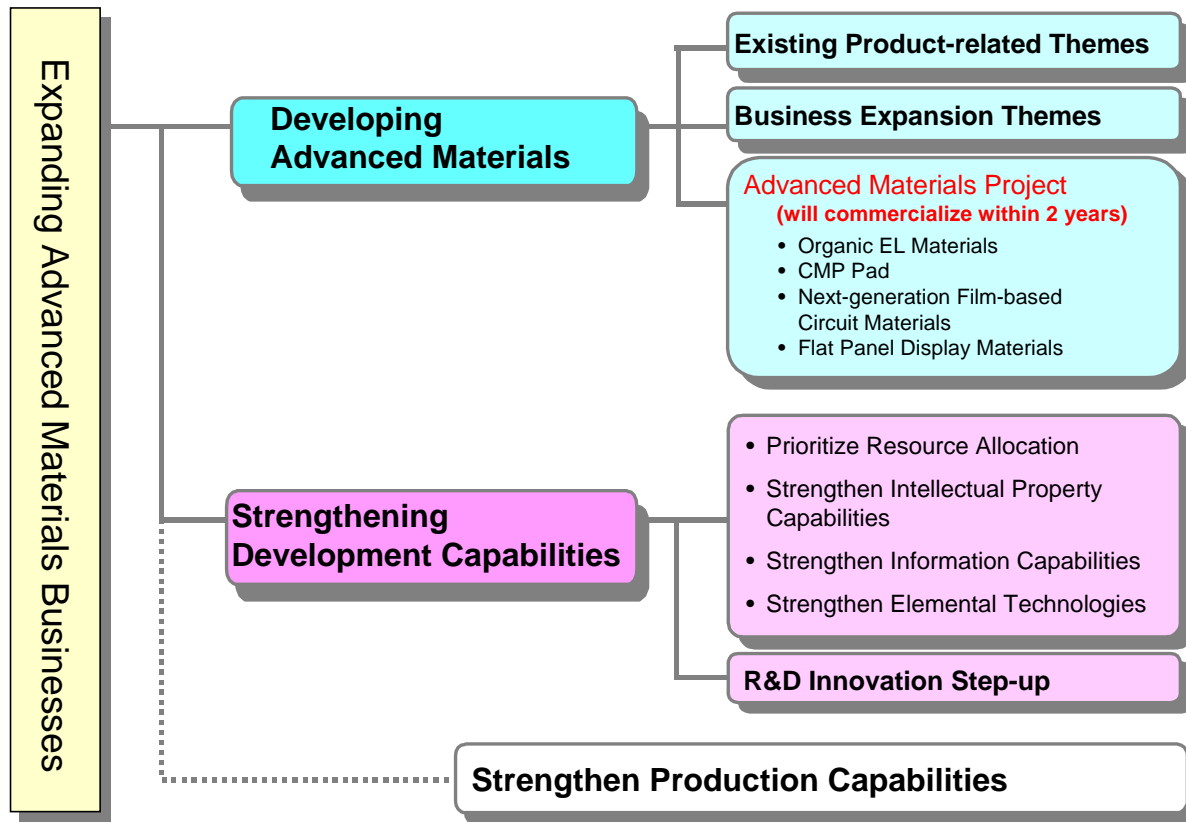 Expanding Advanced Materials Businesses
Developing
Advanced Materials
Existing Product-related Themes
Business Expansion Themes
Advanced Materials Project
(will commercialize within 2 years)
• Organic EL Materials
• CMP Pad
• Next-generation Film-based
Circuit Materials
• Flat Panel Display Materials
Strengthening
Development Capabilities
• Prioritize Resource Allocation
• Strengthen Intellectual Property
Capabilities
• Strengthen Information Capabilities
• Strengthen Elemental Technologies
R&D Innovation Step-up
Strengthen Production Capabilities